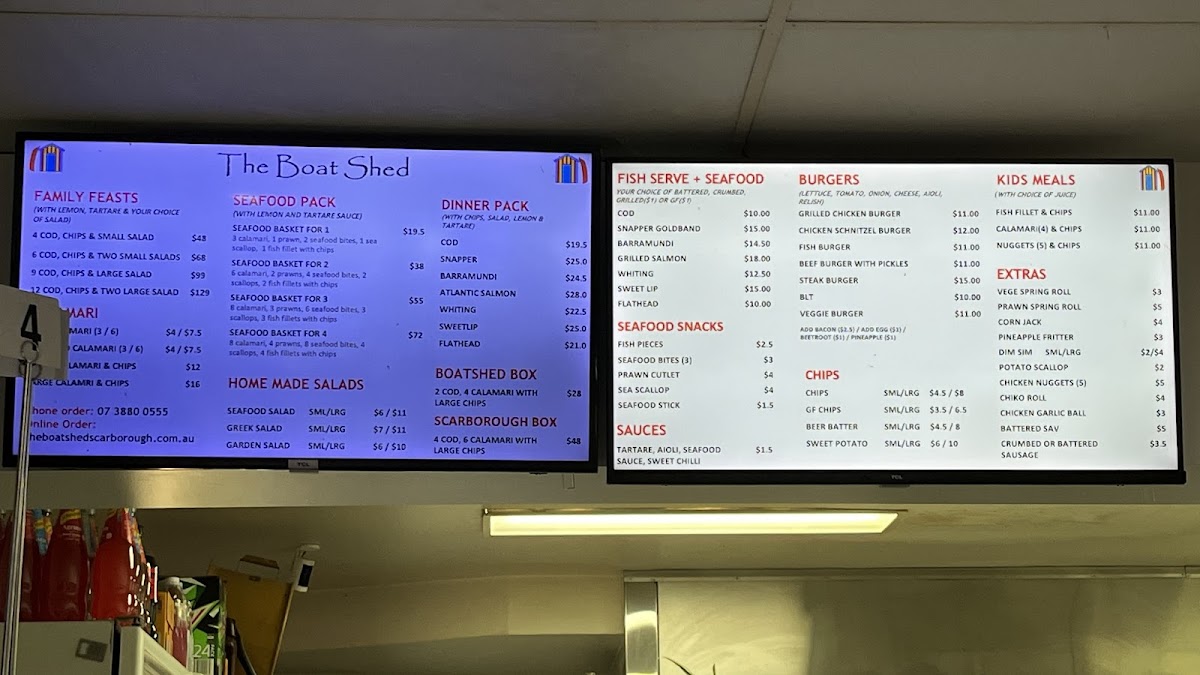 The Boat Shed
FAMILY FEASTS
(WITH LEMON, TARTARE & YOUR CHOICE
OF SALAD)
4 COD, CHIPS & SMALL SALAD $48
6 COD, CHIPS & TWO SMALL SALADS $68
9 COD, CHIPS & LARGE SALAD $99
12 COD, CHIPS & TWO LARGE SALAD $129
MARI
MARI (3 / 6) $4 / $7.5
CALAMARI (3 / 6) $4 / $7.5
LAMARI & CHIPS $12
ARGE CALAMRI & CHIPS $16
hone order: 07 3880 0555
nline Order:
heboatshedscarborough.com.au
SEAFOOD PACK
(WITH LEMON AND TARTARE SAUCE)
SEAFOOD BASKET FOR 1 $19.5
3 calamari, 1 prawn, 2 seafood bites, 1 sea
scallop, 1 fish fillet with chips
SEAFOOD BASKET FOR 2 $38
6 calamari, 2 prawns, 4 seafood bites, 2
scallops, 2 fish fillets with chips
SEAFOOD BASKET FOR 3 $55
8 calamari, 3 prawns, 6 seafood bites, 3
scallops, 3 fish fillets with chips
SEAFOOD BASKET FOR 4 $72
8 calamari, 4 prawns, 8 seafood bites, 4
scallops, 4 fish fillets with chips
HOME MADE SALADS
SEAFOOD SALAD SML/LRG $6 / $11
GREEK SALAD SML/LRG $7 / $11
GARDEN SALAD SML/LRG $6 / $10
DINNER PACK
(WITH CHIPS, SALAD, LEMON &
TARTARE)
COD $19.5
SNAPPER $25.0
BARRAMUNDI $24.5
ATLANTIC SALMON $28.0
WHITING $22.5
SWEETLIP $25.0
FLATHEAD $21.0
BOATSHED BOX
2 COD, 4 CALAMARI WITH $28
LARGE CHIPS
SCARBOROUGH BOX
4 COD, 6 CALAMARI WITH $48
LARGE CHIPS
TCL
FISH SERVE + SEAFOOD
YOUR CHOICE OF BATTERED, CRUMBED,
GRILLED($1) OR GF($1)
COD $10.00
SNAPPER GOLDBAND $15.00
BARRAMUNDI $14.50
GRILLED SALMON $18.00
WHITING $12.50
SWEET LIP $15.00
FLATHEAD $10.00
SEAFOOD SNACKS
FISH PIECES $2.5
SEAFOOD BITES (3) $3
PRAWN CUTLET $4
SEA SCALLOP $4
SEAFOOD STICK $1.5
SAUCES
TARTARE, AIOLI, SEAFOOD $1.5
SAUCE, SWEET CHILLI
BURGERS
(LETTUCE, TOMATO, ONION, CHEESE, AIOLI,
RELISH)
GRILLED CHICKEN BURGER $11.00
CHICKEN SCHNITZEL BURGER $12.00
FISH BURGER $11.00
BEEF BURGER WITH PICKLES $11.00
STEAK BURGER $15.00
BLT $10.00
VEGGIE BURGER $11.00
ADD BACON ($2.5) / ADD EGG ($1) /
BEETROOT ($1) / PINEAPPLE ($1)
CHIPS
CHIPS SML/LRG $4.5 / $8
GF CHIPS SML/LRG $3.5 / 6.5
BEER BATTER SML/LRG $4.5 / 8
SWEET POTATO SML/LRG $6 / 10
KIDS MEALS
(WITH CHOICE OF JUICE)
FISH FILLET & CHIPS $11.00
CALAMARI(4) & CHIPS $11.00
NUGGETS (5) & CHIPS $11.00
EXTRAS
VEGE SPRING ROLL $3
PRAWN SPRING ROLL $5
CORN JACK $4
PINEAPPLE FRITTER $3
DIM SIM SML/LRG $2/$4
POTATO SCALLOP $2
CHICKEN NUGGETS (5) $5
CHIKO ROLL $4
CHICKEN GARLIC BALL $3
BATTERED SAV $5
CRUMBED OR BATTERED $3.5
SAUSAGE
TCL
4
24